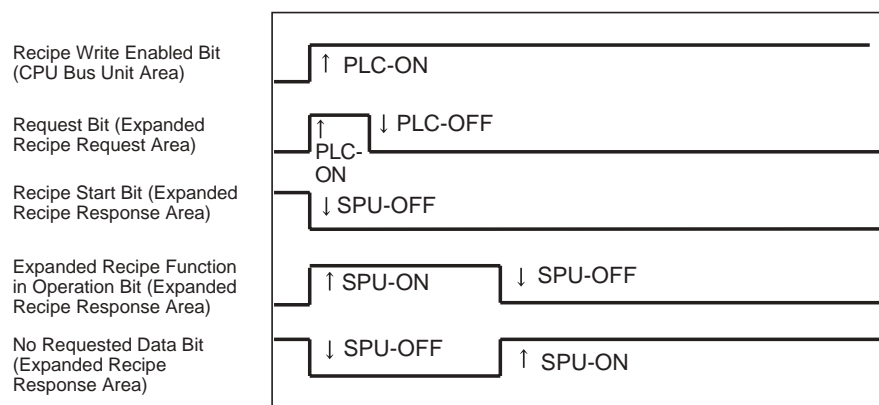 Recipe Write Enabled Bit
(CPU Bus Unit Area)
↑ PLC-ON
Request Bit (Expanded
Recipe Request Area)
↑
PLC-
ON
↓ PLC-OFF
Recipe Start Bit (Expanded
Recipe Response Area)
↓ SPU-OFF
Expanded Recipe Function
in Operation Bit (Expanded
Recipe Response Area)
↑ SPU-ON
↓ SPU-OFF
No Requested Data Bit
(Expanded Recipe
Response Area)
↓ SPU-OFF
↑ SPU-ON